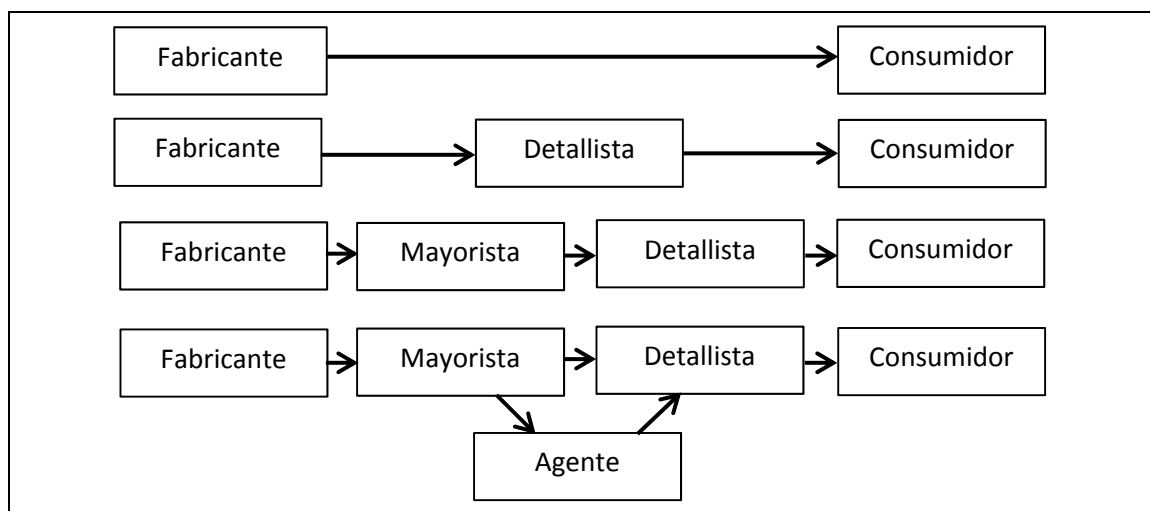 Fabricante Consumidor
Fabricante Detallista Consumidor
Fabricante Mayorista Detallista Consumidor
Fabricante Mayorista Detallista Consumidor
Agente